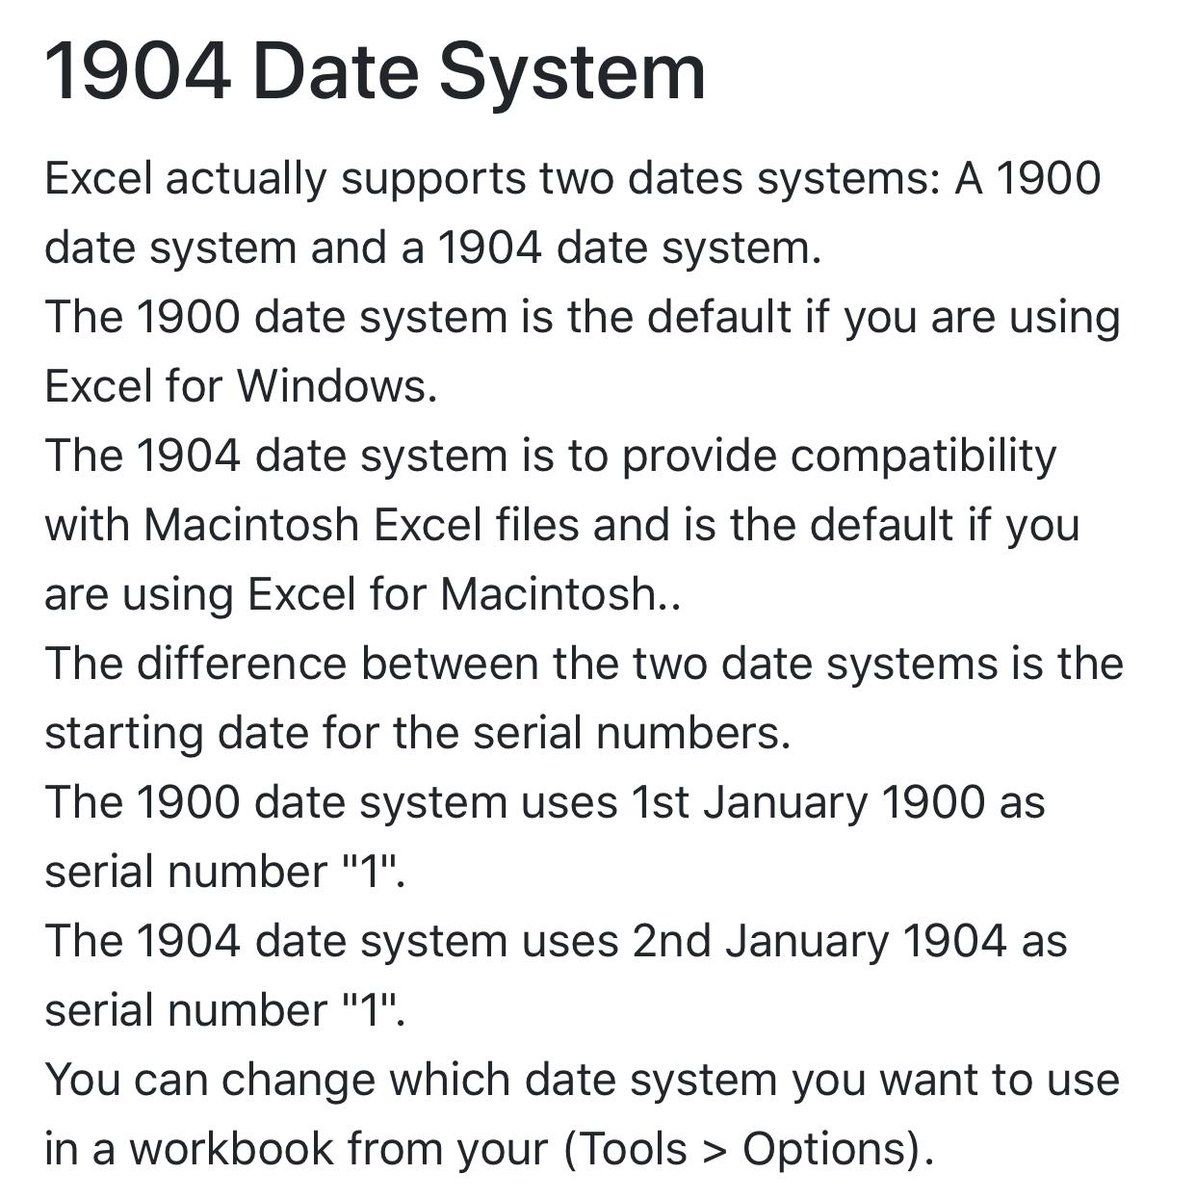 1904 Date System
Excel actually supports two dates systems: A 1900
date system and a 1904 date system.
The 1900 date system is the default if you are using
Excel for Windows.
The 1904 date system is to provide compatibility
with Macintosh Excel files and is the default if you
are using Excel for Macintosh..
The difference between the two date systems is the
starting date for the serial numbers.
The 1900 date system uses 1st January 1900 as
serial number "1".
The 1904 date system uses 2nd January 1904 as
serial number "1".
You can change which date system you want to use
in a workbook from your (Tools > Options).